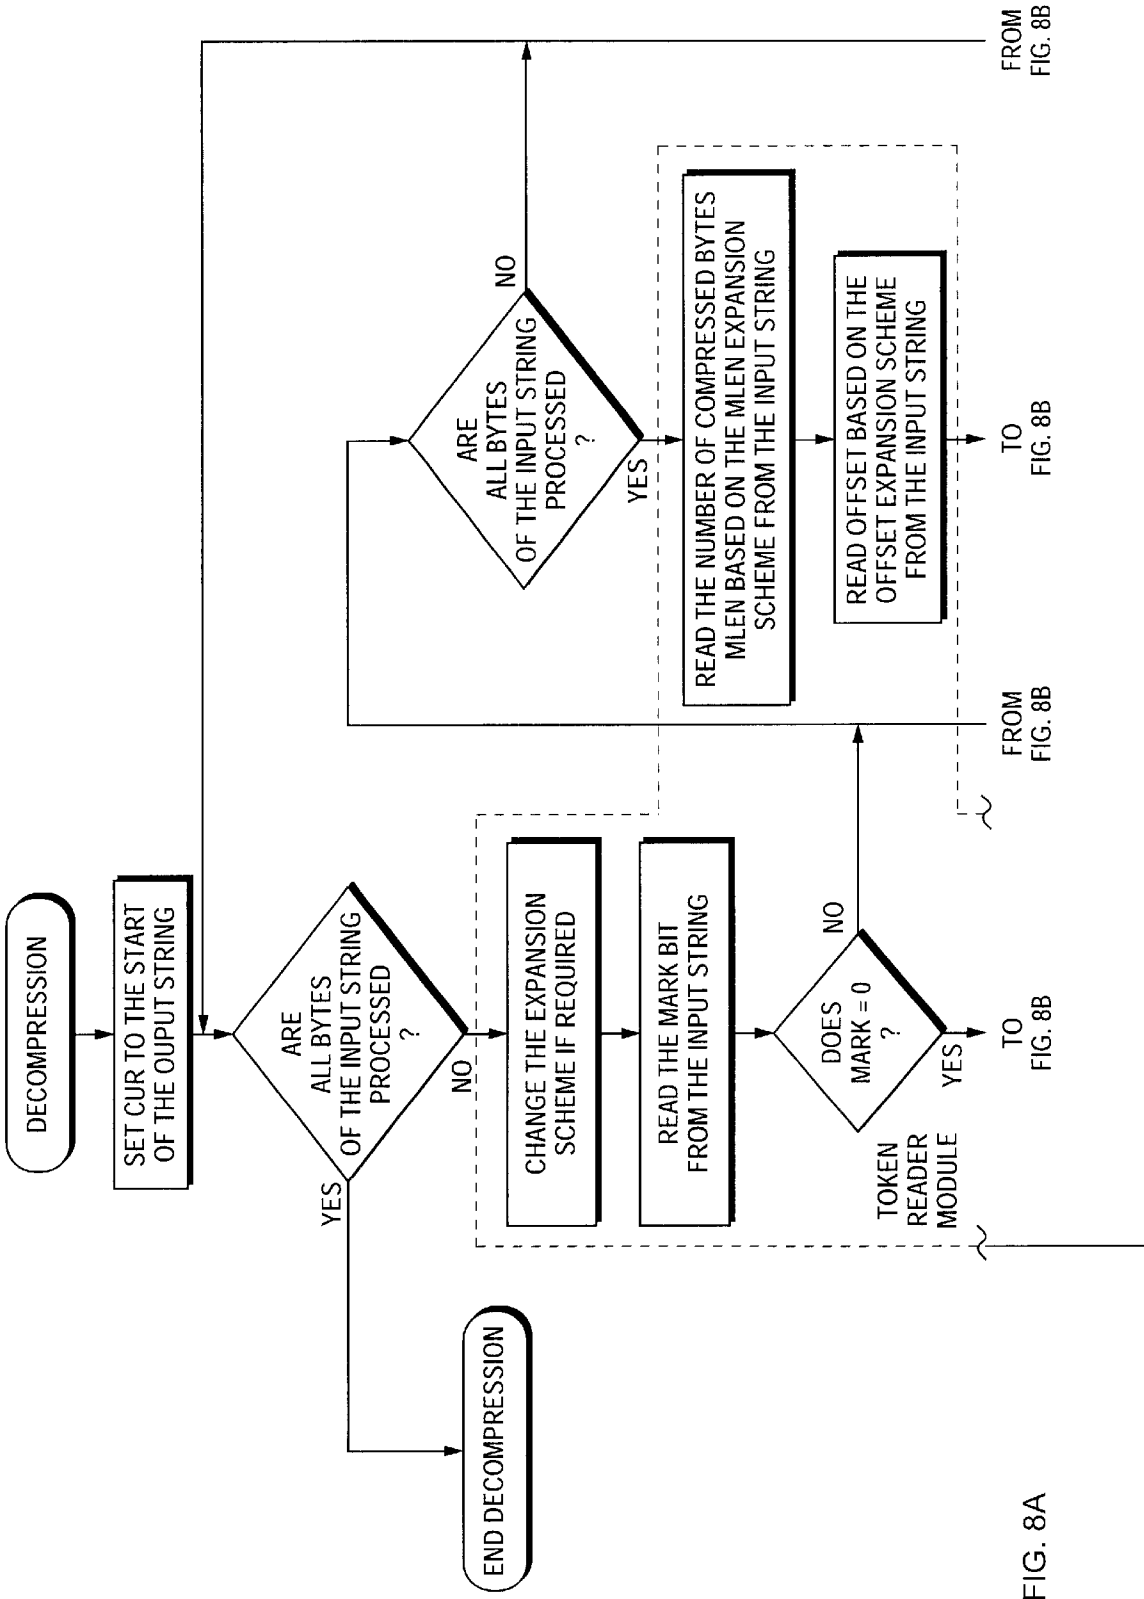 DECOMPRESSION
SET CUR TO THE START
OF THE OUPUT STRING
ARE
ALL BYTES
OF THE INPUT STRING
PROCESSED
?
YES
NO
END DECOMPRESSION
CHANGE THE EXPANSION
SCHEME IF REQUIRED
READ THE MARK BIT
FROM THE INPUT STRING
DOES
MARK = 0
?
NO
YES
TOKEN
READER
MODULE
TO
FIG. 8B
FROM
FIG. 8B
ARE
ALL BYTES
OF THE INPUT STRING
PROCESSED
?
NO
YES
READ THE NUMBER OF COMPRESSED BYTES
MLEN BASED ON THE MLEN EXPANSION
SCHEME FROM THE INPUT STRING
READ OFFSET BASED ON THE
OFFSET EXPANSION SCHEME
FROM THE INPUT STRING
TO
FIG. 8B
FROM
FIG. 8B
FIG. 8A